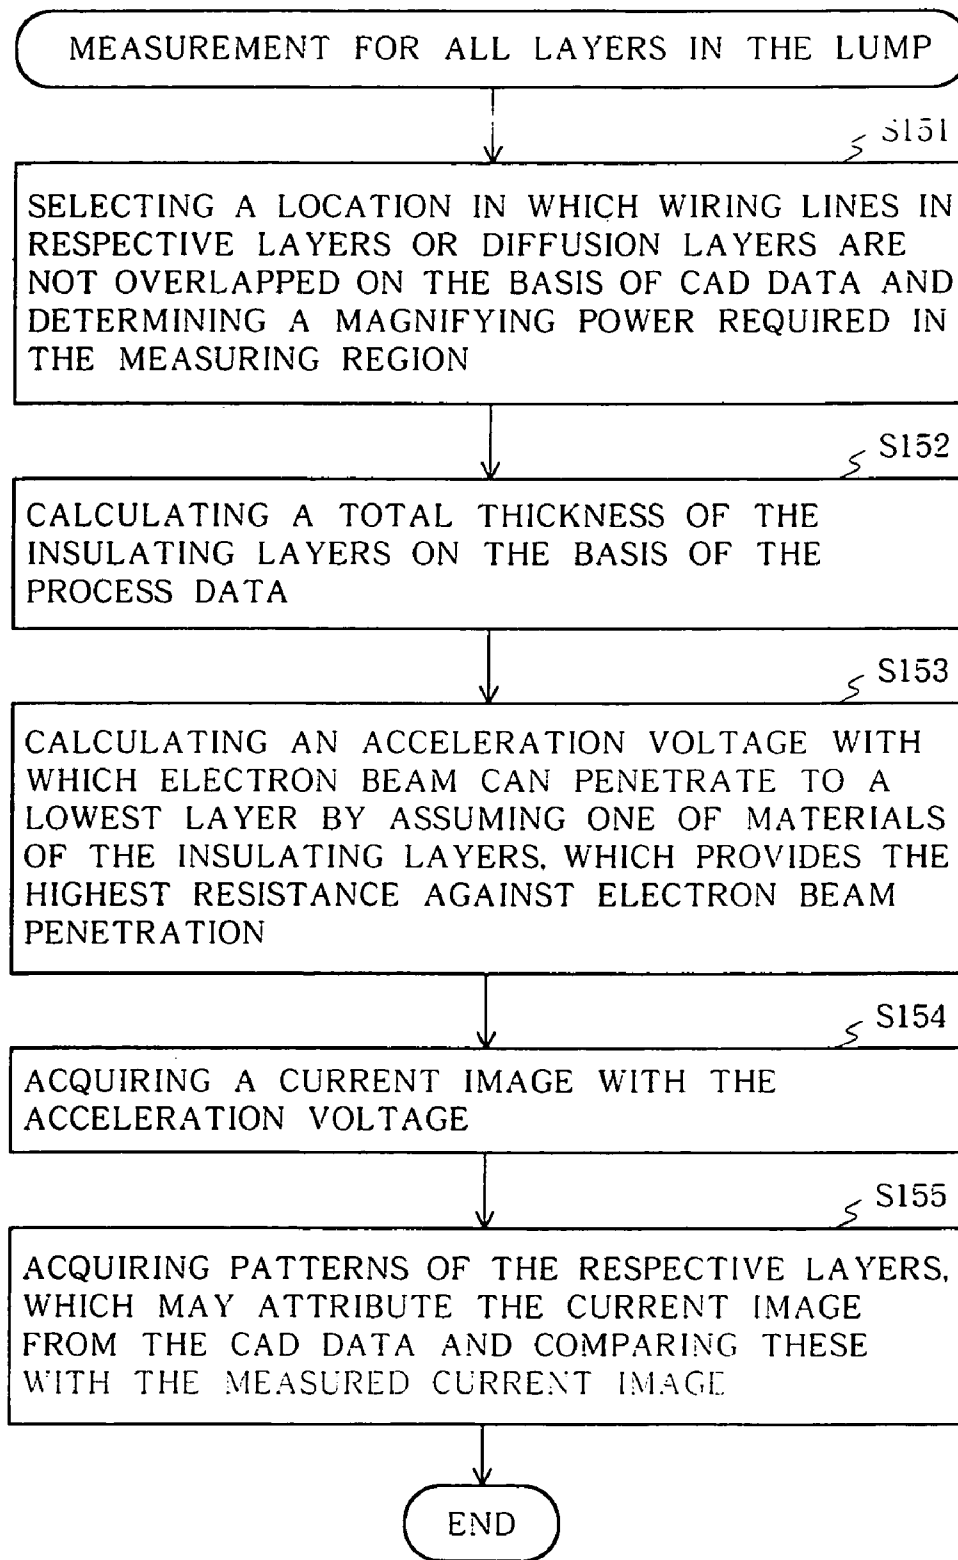 MEASUREMENT FOR ALL LAYERS IN THE LUMP
S151
SELECTING A LOCATION IN WHICH WIRING LINES IN
RESPECTIVE LAYERS OR DIFFUSION LAYERS ARE
NOT OVERLAPPED ON THE BASIS OF CAD DATA AND
DETERMINING A MAGNIFYING POWER REQUIRED IN
THE MEASURING REGION
S152
CALCULATING A TOTAL THICKNESS OF THE
INSULATING LAYERS ON THE BASIS OF THE
PROCESS DATA
S153
CALCULATING AN ACCELERATION VOLTAGE WITH
WHICH ELECTRON BEAM CAN PENETRATE TO A
LOWEST LAYER BY ASSUMING ONE OF MATERIALS
OF THE INSULATING LAYERS, WHICH PROVIDES THE
HIGHEST RESISTANCE AGAINST ELECTRON BEAM
PENETRATION
S154
ACQUIRING A CURRENT IMAGE WITH THE
ACCELERATION VOLTAGE
S155
ACQUIRING PATTERNS OF THE RESPECTIVE LAYERS,
WHICH MAY ATTRIBUTE THE CURRENT IMAGE
FROM THE CAD DATA AND COMPARING THESE
WITH THE MEASURED CURRENT IMAGE
END